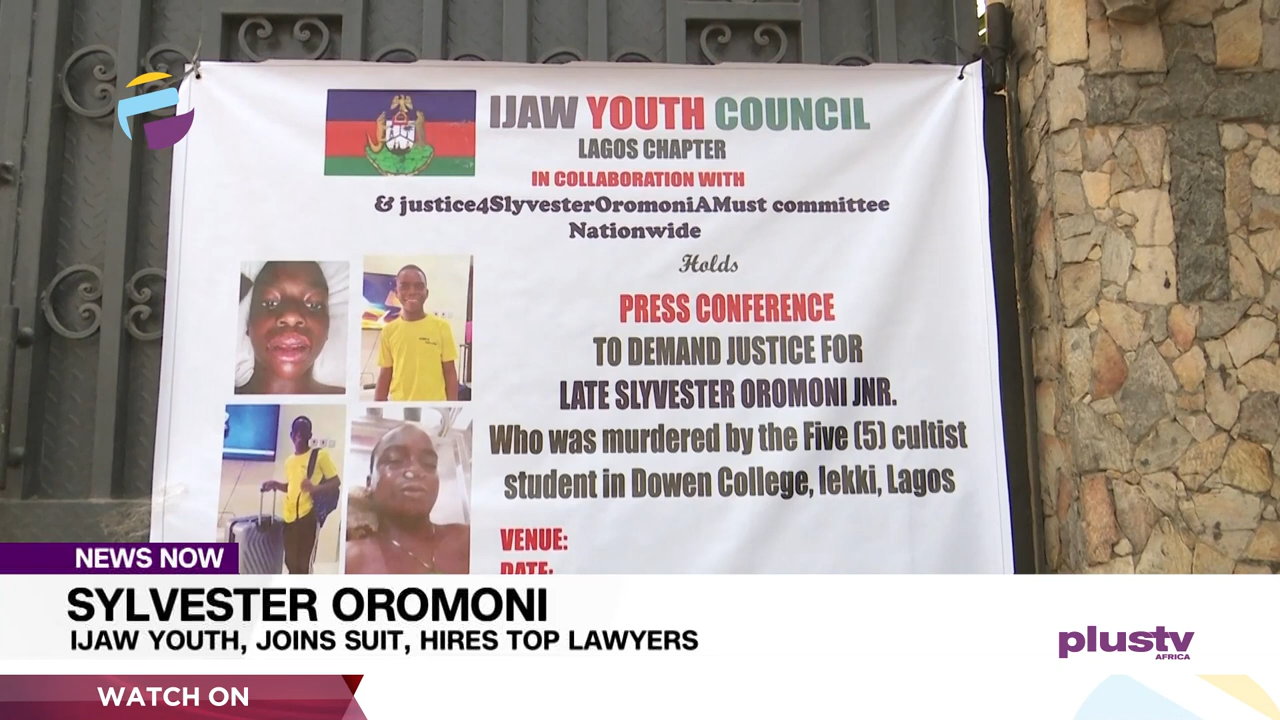 IJAW YOUTH COUNCIL
LAGOS CHAPTER
IN COLLABORATION WITH
& justice4SlyvesterOromoniAMust committee
Nationwide
Holds
PRESS CONFERENCE
TO DEMAND JUSTICE FOR
LATE SLYVESTER OROMONI JNR.
Who was murdered by the Five (5) cultist
student in Dowen College, lekki, Lagos
VENUE:
DATE:
NEWS NOW
SYLVESTER OROMONI
IJAW YOUTH, JOINS SUIT, HIRES TOP LAWYERS
plustv
AFRICA
WATCH ON